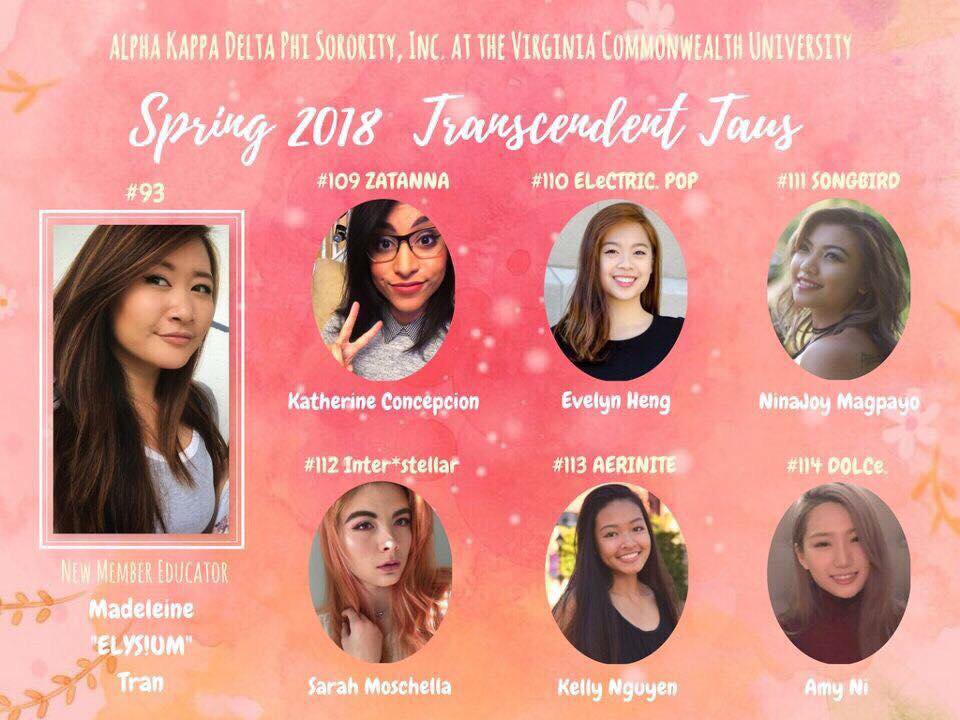 ALPHA KAPPA DELTA PHI SORORITY, INC. AT THE VIRGINIA COMMONWEALTH UNIVERSITY
Spring 2018 Transcendent Taus
#93
New Member Educator
Madeleine
"ELYS!UM"
Tran
#109 ZATANNA
Katherine Concepcion
#110 ELeCTRIC. POP
Evelyn Heng
#111 SONGBIRD
NinaJoy Magpayo
#112 Inter*stellar
Sarah Moschella
#113 AERINITE
Kelly Nguyen
#114 DOLCe.
Amy Ni